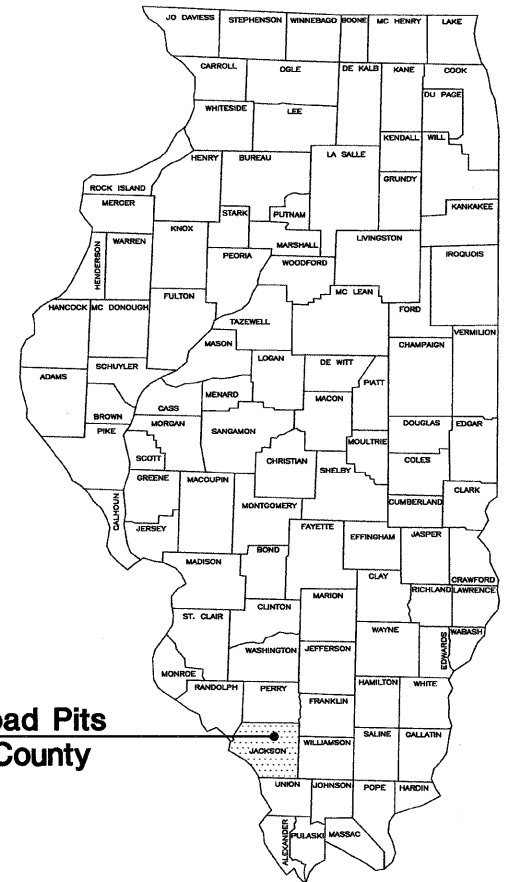 JO DAVIESS STEPHENSON WINNEBAGO BOONE MC HENRY LAKE
CARROLL OGLE DE KALB KANE COOK
DU PAGE
WHITESIDE LEE
KENDALL WILL
HENRY BUREAU LA SALLE
GRUNDY
ROCK ISLAND
MERCER
STARK PUTNAM KANKAKEE
KNOX
HENDERSON WARREN MARSHALL LIVINGSTON
PEORIA WOODFORD IROQUOIS
FULTON MC LEAN
HANCOCK MC DONOUGH FORD
TAZEWELL VERMILION
MASON CHAMPAIGN
LOGAN DE WITT
SCHUYLER PIATT
ADAMS
MENARD MACON
CASS
BROWN MORGAN DOUGLAS EDGAR
PIKE SANGAMON
MOULTRIE
SCOTT CHRISTIAN SHELBY COLES
GREENE MACOUPIN
CLARK
CALHOUN MONTGOMERY CUMBERLAND
JERSEY FAYETTE EFFINGHAM JASPER
BOND
MADISON CLAY CRAWFORD
MARION RICHLAND LAWRENCE
CLINTON
ST. CLAIR WAYNE EDWARDS WABASH
WASHINGTON JEFFERSON
MONROE
RANDOLPH PERRY HAMILTON WHITE
FRANKLIN
oad Pits
County
JACKSON WILLIAMSON SALINE GALLATIN
UNION JOHNSON POPE HARDIN
ALEXANDER PULASKI MASSAC